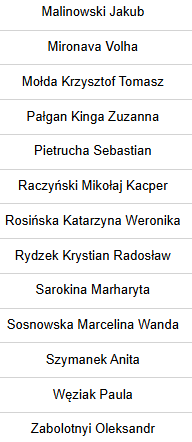 Malinowski Jakub
Mironava Volha
Mołda Krzysztof Tomasz
Pałgan Kinga Zuzanna
Pietrucha Sebastian
Raczyński Mikołaj Kacper
Rosińska Katarzyna Weronika
Rydzek Krystian Radosław
Sarokina Marharyta
Sosnowska Marcelina Wanda
Szymanek Anita
Węziak Paula
Zabolotnyi Oleksandr